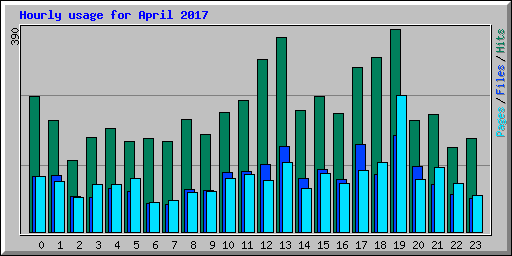 Hourly usage for April 2017
390
Pages / Files / Hits
0 1 2 3 4 5 6 7 8 9 10 11 12 13 14 15 16 17 18 19 20 21 22 23